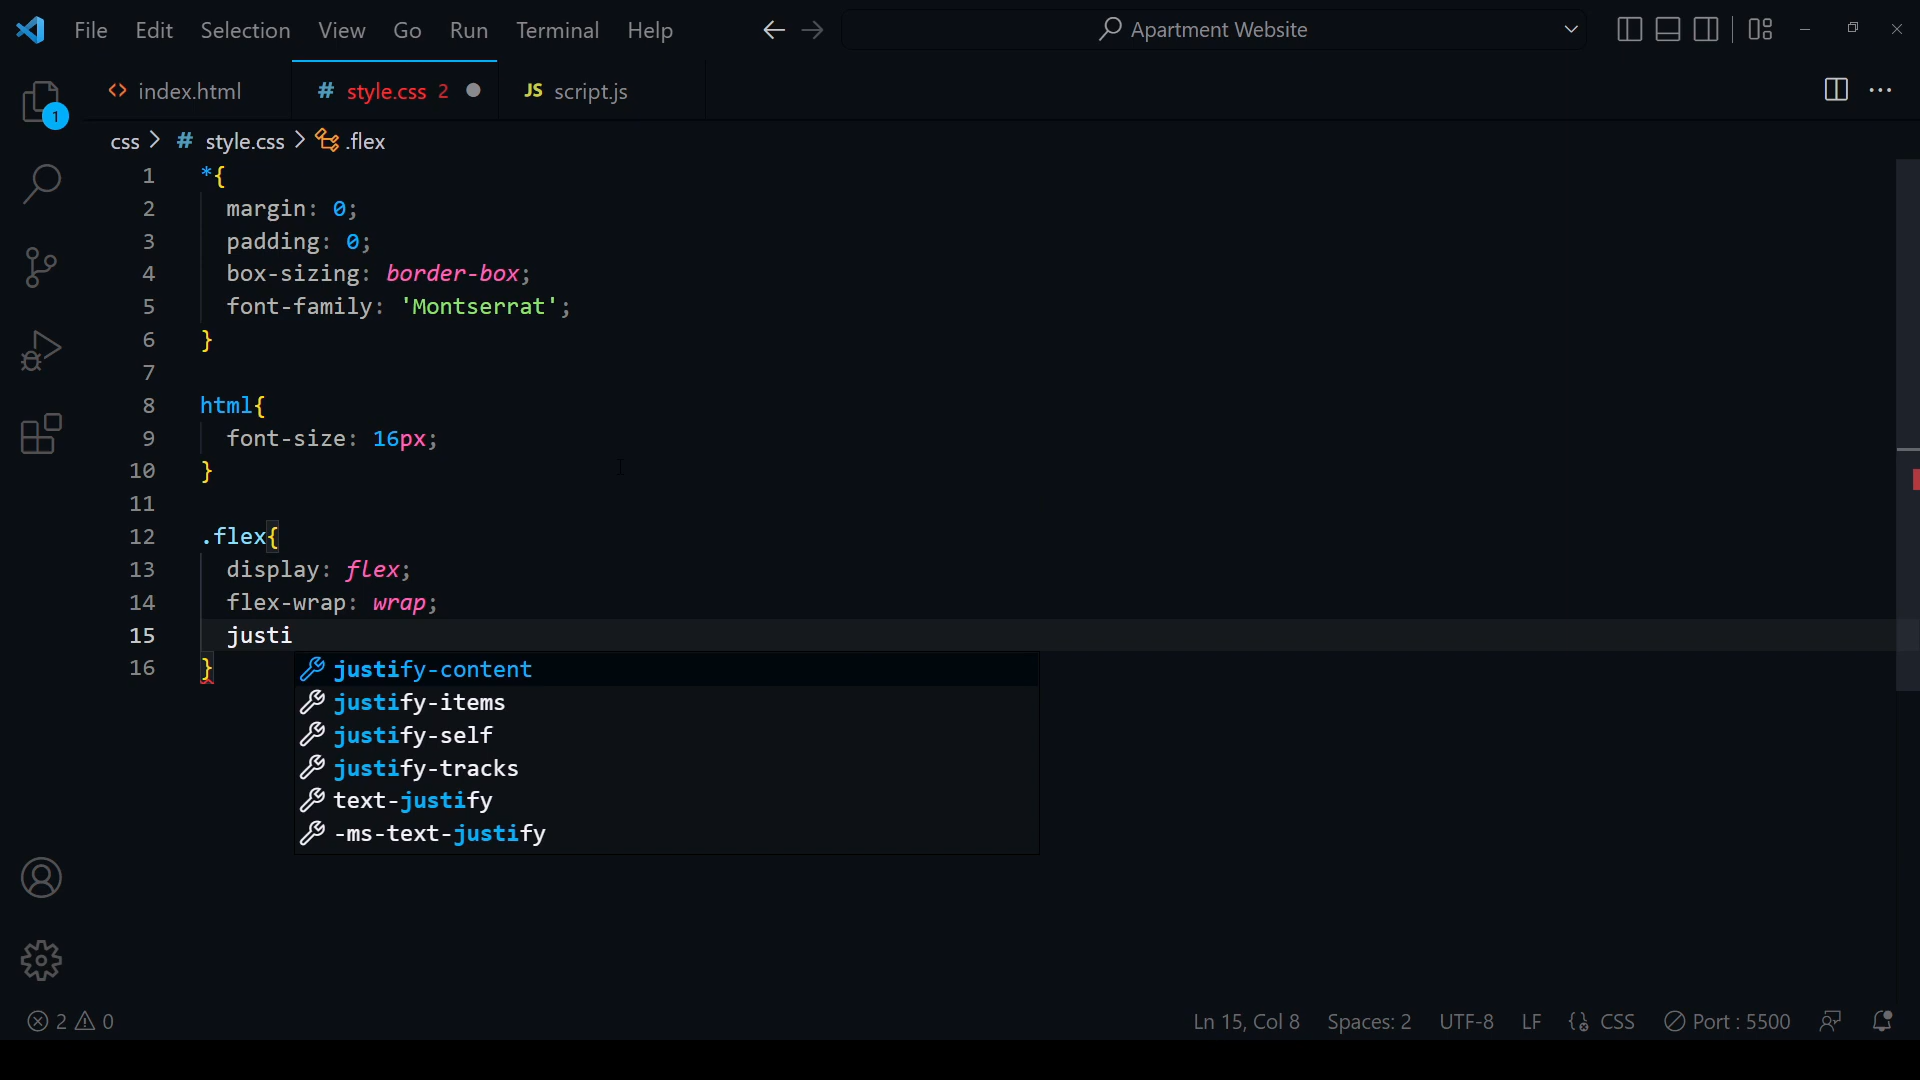 File Edit Selection View Go Run Terminal Help Apartment Website
1
index.html # style.css 2 JS script.js
css > # style.css > .flex
1 *{
2 margin: 0;
3 padding: 0;
4 box-sizing: border-box;
5 font-family: 'Montserrat';
6 }
7
8 html{
9 font-size: 16px;
10 }
11
12 .flex{
13 display: flex;
14 flex-wrap: wrap;
15 justi
16 }
justify-content
justify-items
justify-self
justify-tracks
text-justify
-ms-text-justify
2 0 Ln 15, Col 8 Spaces: 2 UTF-8 LF CSS Port : 5500